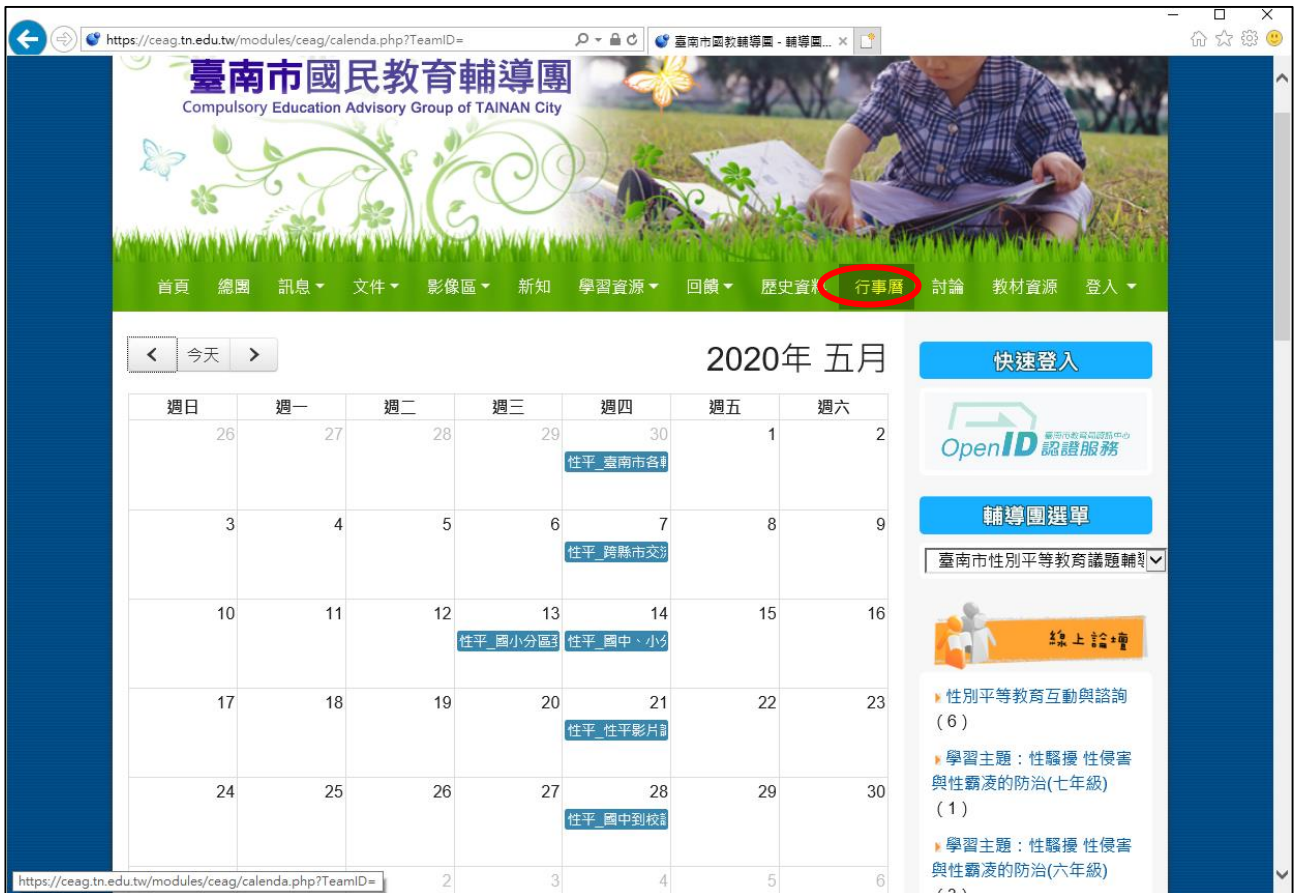 https://ceag.tn.edu.tw/modules/ceag/calenda.php?TeamID=
臺南市國教輔導團 - 輔導團...
臺南市國民教育輔導團
Compulsory Education Advisory Group of TAINAN City
首頁 總團 訊息 文件 影像區 新知 學習資源 回饋 歷史資料 行事曆 討論 教材資源 登入
今天
2020年 五月
週日 週一 週二 週三 週四 週五 週六
26 27 28 29 30 1 2
性平_臺南市各
3 4 5 6 7 8 9
性平_跨縣市交流
10 11 12 13 14 15 16
性平_國小分區 性平_國中、小分
17 18 19 20 21 22 23
性平_性平影片
24 25 26 27 28 29 30
性平_國中到校
2 3 4 5 6
快速登入
OpenID 臺南市教育局資訊中心
認證服務
輔導團選單
臺南市性別平等教育議題輔導
線上論壇
性別平等教育互動與諮詢
(6)
學習主題：性騷擾 性侵害
與性霸凌的防治(七年級)
(1)
學習主題：性騷擾 性侵害
與性霸凌的防治(六年級)
https://ceag.tn.edu.tw/modules/ceag/calenda.php?TeamID=